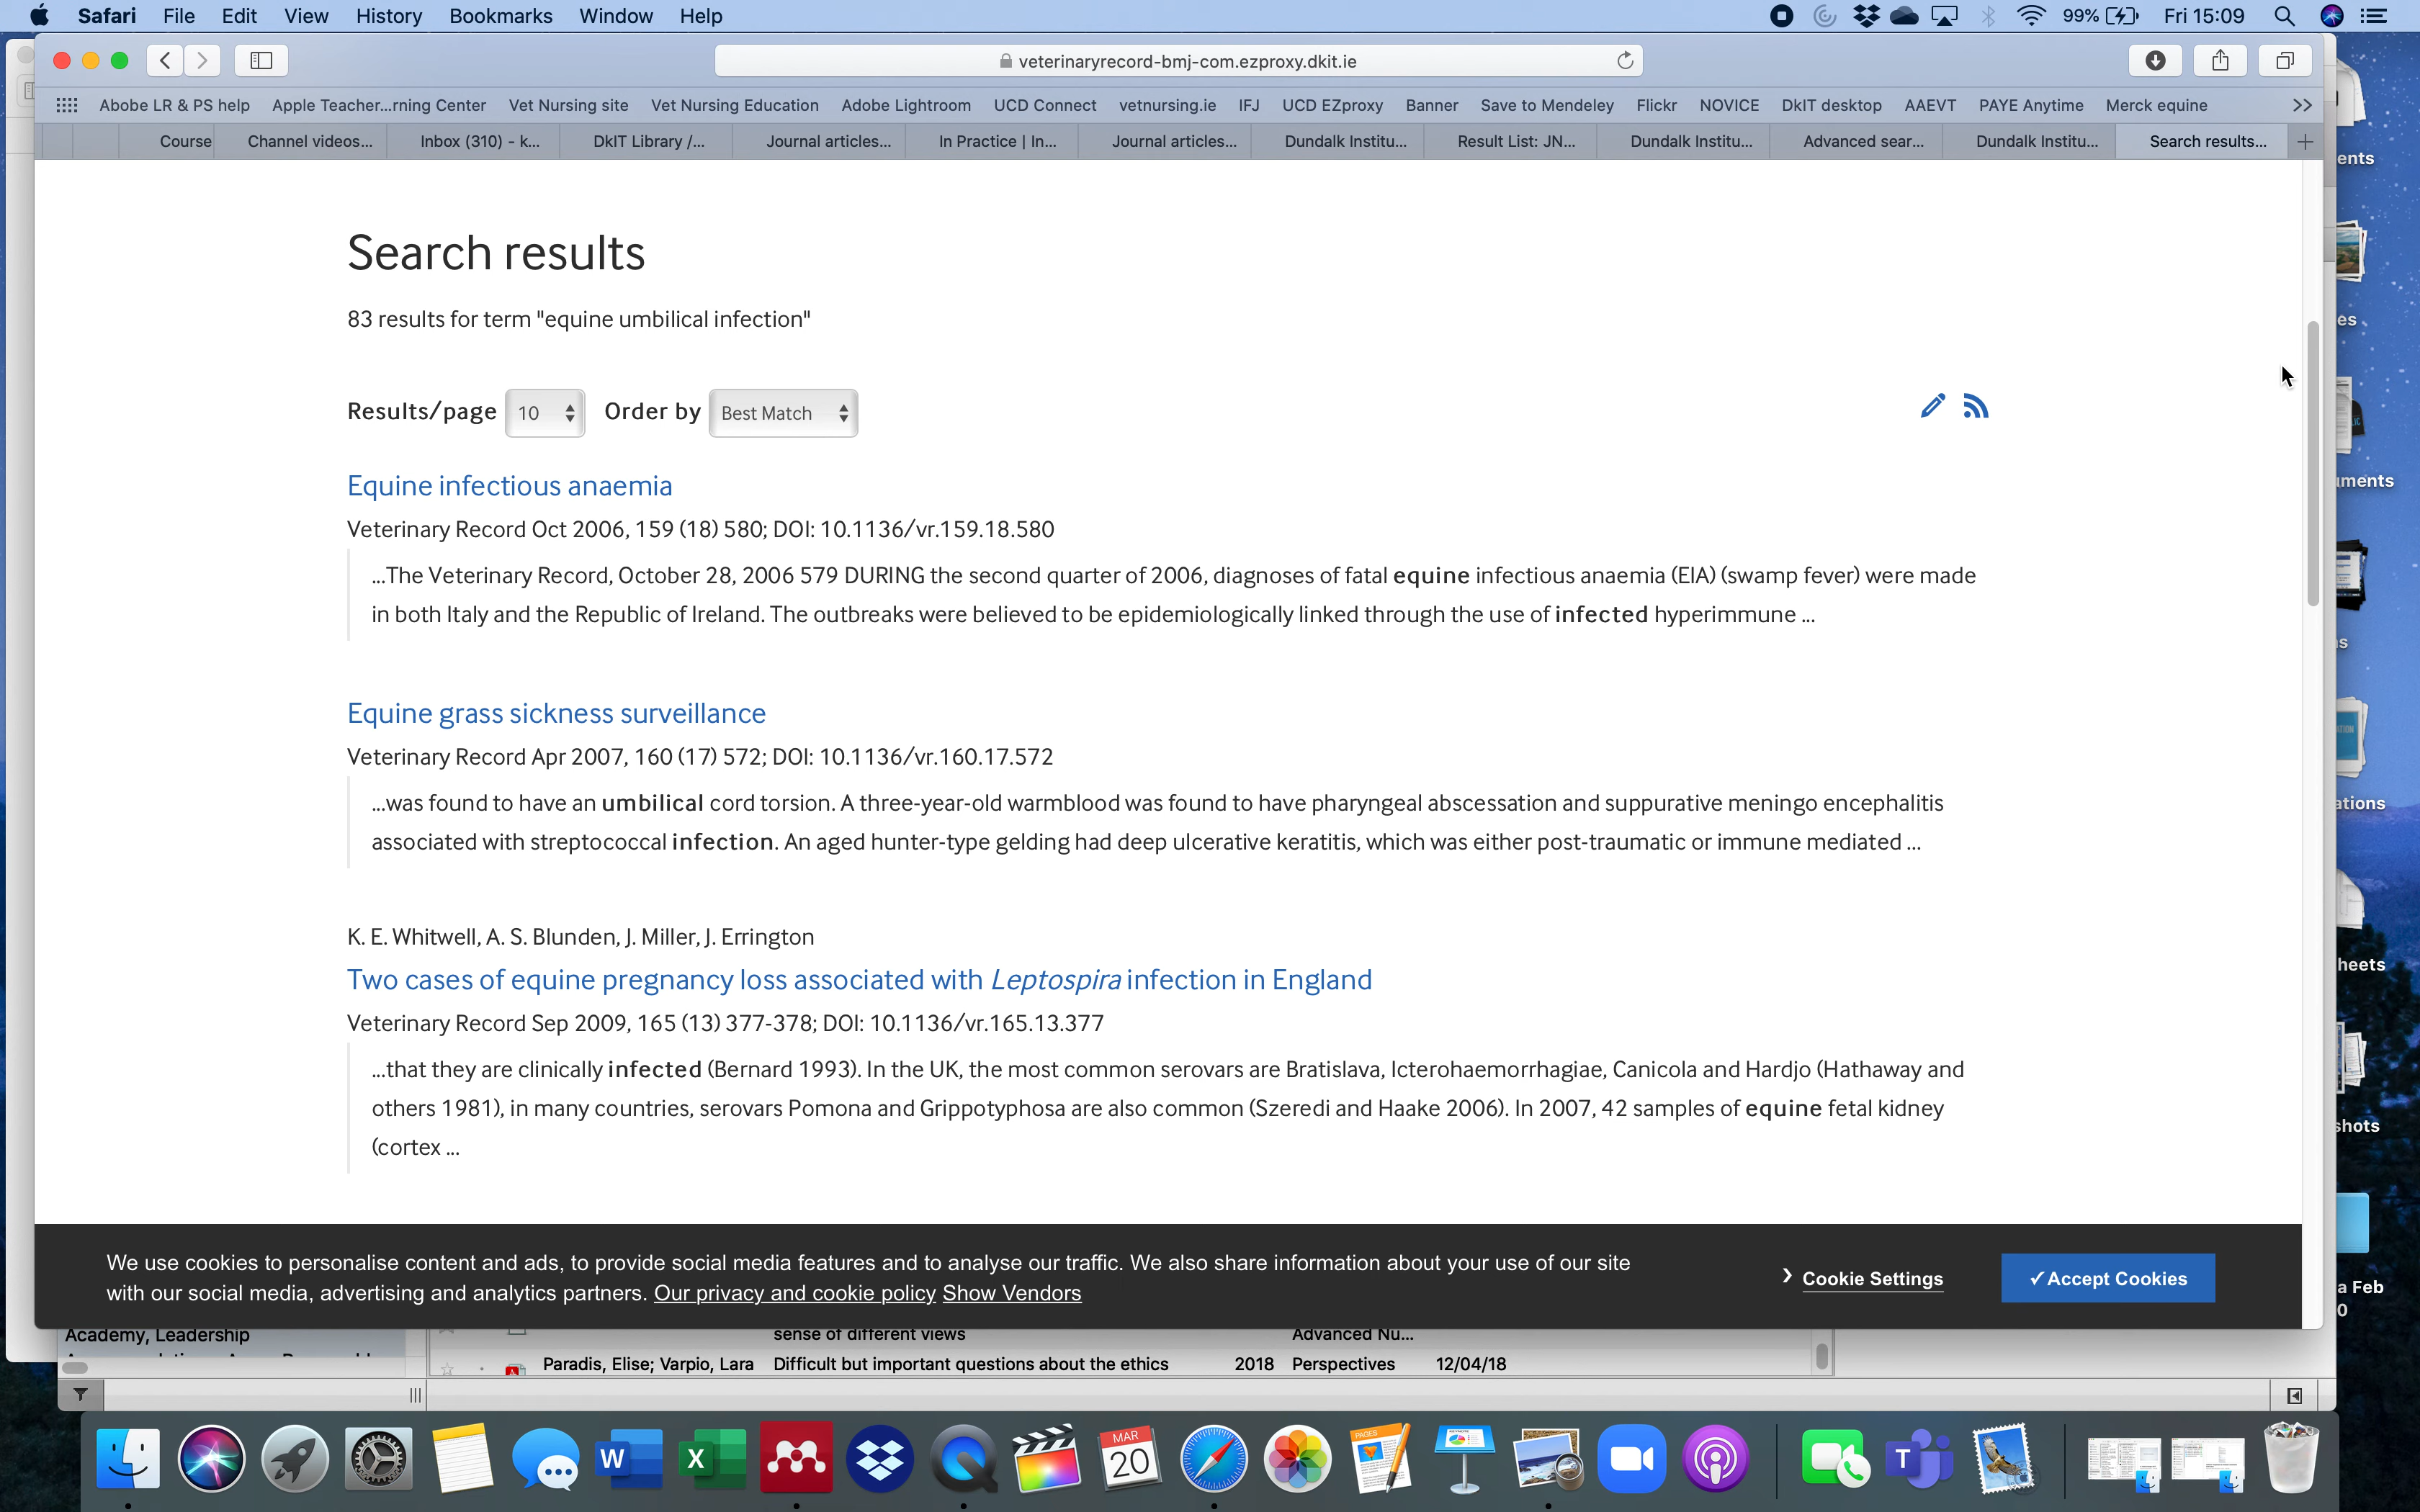 Safari File Edit View History Bookmarks Window Help 99% Fri 15:09
veterinaryrecord-bmj-com.ezproxy.dkit.ie
Abobe LR & PS help Apple Teacher...rning Center Vet Nursing site Vet Nursing Education Adobe Lightroom UCD Connect vetnursing.ie IFJ UCD EZproxy Banner Save to Mendeley Flickr NOVICE DkIT desktop AAEVT PAYE Anytime Merck equine
Course Channel videos... Inbox (310) - k... DkIT Library /... Journal articles... In Practice | In... Journal articles... Dundalk Institu... Result List: JN... Dundalk Institu... Advanced sear... Dundalk Institu... Search results...
ents
Search results
83 results for term "equine umbilical infection"
es
Results/page 10 Order by Best Match
Equine infectious anaemia
uments
Veterinary Record Oct 2006, 159 (18) 580; DOI: 10.1136/vr.159.18.580
...The Veterinary Record, October 28, 2006 579 DURING the second quarter of 2006, diagnoses of fatal equine infectious anaemia (EIA) (swamp fever) were made
in both Italy and the Republic of Ireland. The outbreaks were believed to be epidemiologically linked through the use of infected hyperimmune ...
s
Equine grass sickness surveillance
Veterinary Record Apr 2007, 160 (17) 572; DOI: 10.1136/vr.160.17.572
...was found to have an umbilical cord torsion. A three-year-old warmblood was found to have pharyngeal abscessation and suppurative meningo encephalitis
ations
associated with streptococcal infection. An aged hunter-type gelding had deep ulcerative keratitis, which was either post-traumatic or immune mediated ...
K. E. Whitwell, A. S. Blunden, J. Miller, J. Errington
Two cases of equine pregnancy loss associated with Leptospira infection in England
heets
Veterinary Record Sep 2009, 165 (13) 377-378; DOI: 10.1136/vr.165.13.377
...that they are clinically infected (Bernard 1993). In the UK, the most common serovars are Bratislava, Icterohaemorrhagiae, Canicola and Hardjo (Hathaway and
others 1981), in many countries, serovars Pomona and Grippotyphosa are also common (Szeredi and Haake 2006). In 2007, 42 samples of equine fetal kidney
shots
(cortex ...
We use cookies to personalise content and ads, to provide social media features and to analyse our traffic. We also share information about your use of our site
with our social media, advertising and analytics partners. Our privacy and cookie policy Show Vendors
Cookie Settings
✓Accept Cookies
a Feb
0
Academy, Leadership sense of different views Advanced Nu...
Paradis, Elise; Varpio, Lara Difficult but important questions about the ethics 2018 Perspectives 12/04/18
MAR
20
PAGES